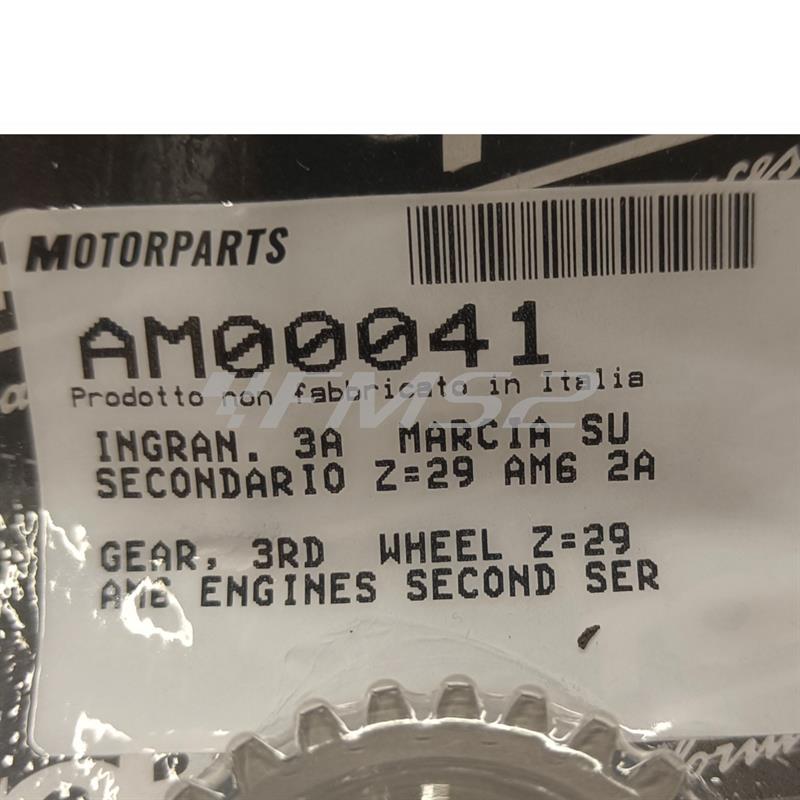 MOTORPARTS
AM00041
Prodotto non fabbricato in Italia
FMS2
INGRAN. 3A MARCIA SU
SECONDARIO Z=29 AM6 2A
GEAR, 3RD WHEEL Z=29
AM6 ENGINES SECOND SER